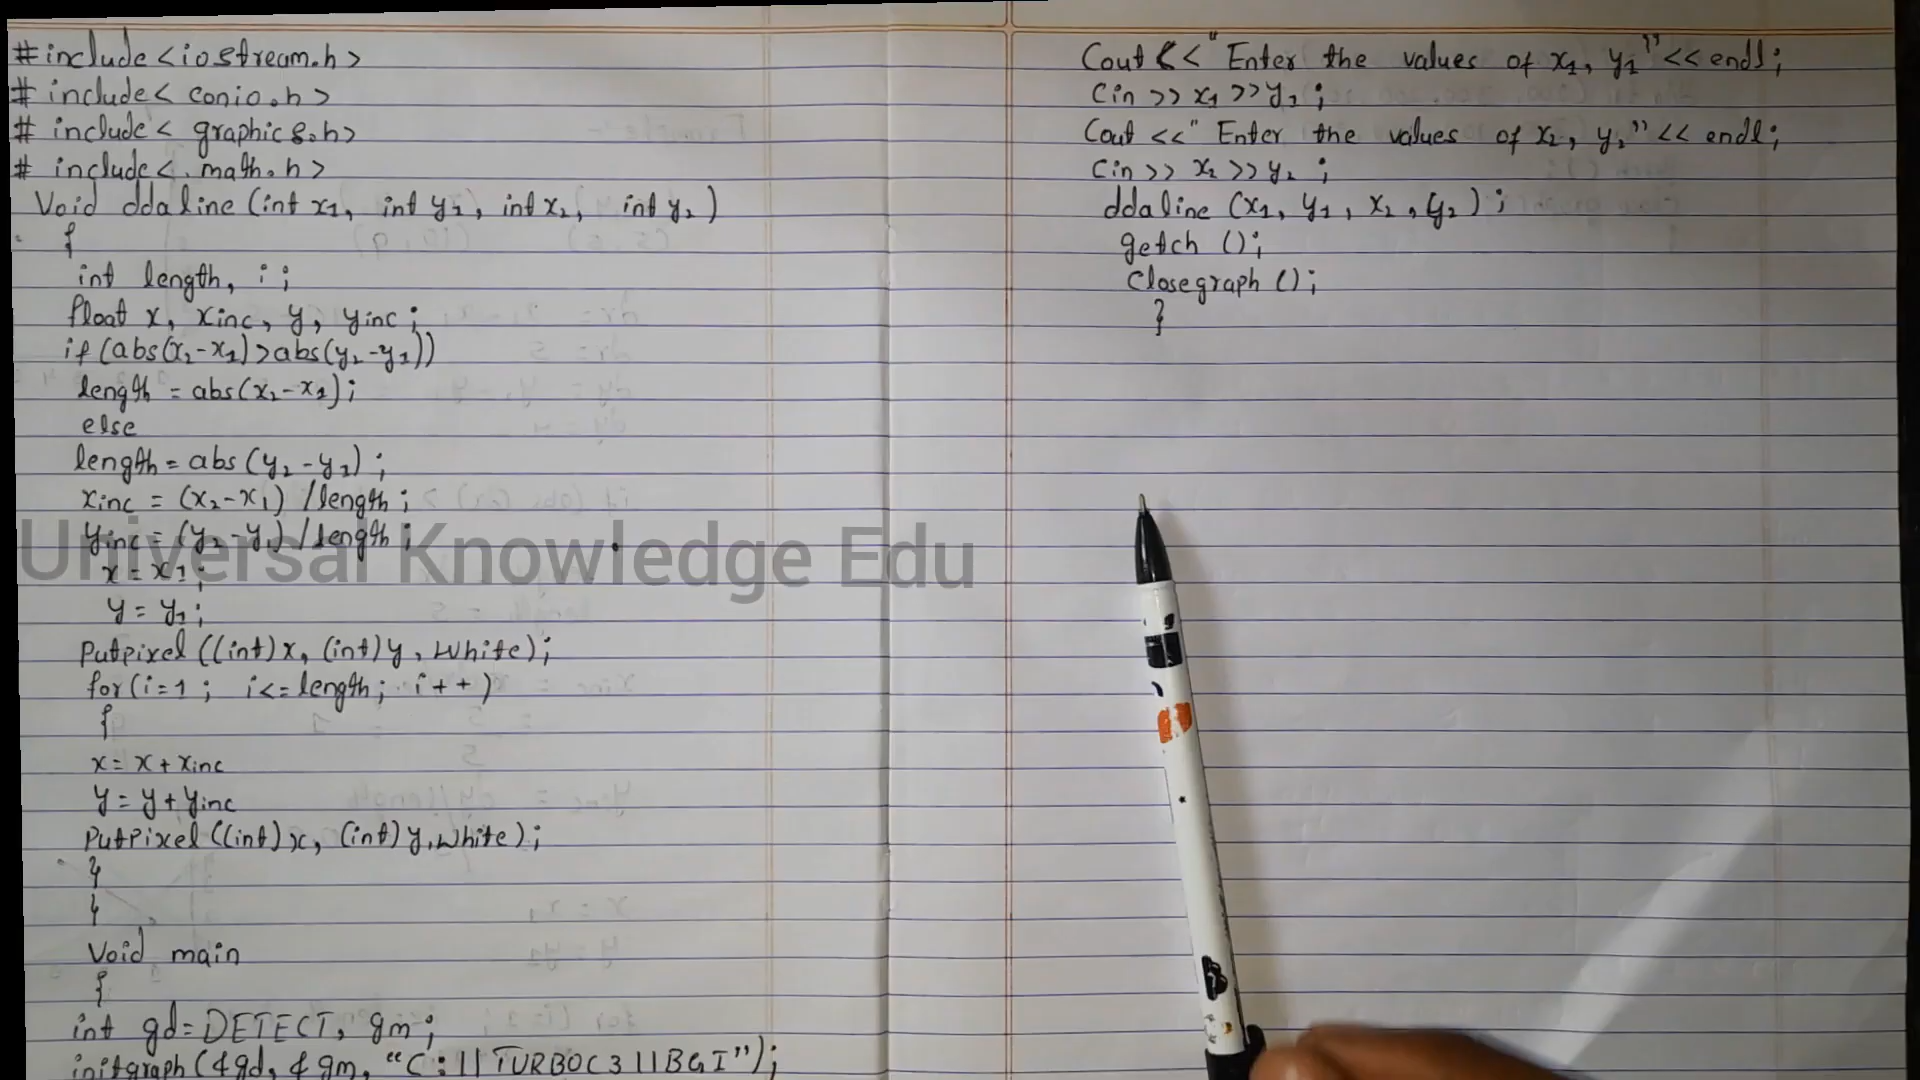 #include<iostream.h>
# include< conio.h>
# include< graphics.h>
# include< .math.h>
Void ddaline (int x1, int y1, int x2, int y2)
{
int length, i ;
float x, xinc, y, yinc ;
if (abs(x2-x1)>abs(y2-y1))
length = abs(x2-x1);
else
length = abs (y2-y1) ;
xinc = (x2-x1) /length ;
yinc = (y2-y1) /length ;
x = x1 ;
y = y1 ;
Putpixel ((int)x, (int)y, White);
for(i=1 ; i<=length ; i++)
{
x = x + xinc
y = y + yinc
Putpixel ((int)x, (int)y, White);
}
}
Void main
{
int gd=DETECT, gm ;
initgraph (&gd, &gm, "C:||TURBOC3||BGI");
Cout << "Enter the values of x1, y1" << endl;
Cin >> x1 >> y1 ;
Cout << "Enter the values of x2, y2" << endl;
Cin >> x2 >> y2 ;
ddaline (x1, y1, x2, y2) ;
getch ();
Closegraph ();
}
Universal Knowledge Edu